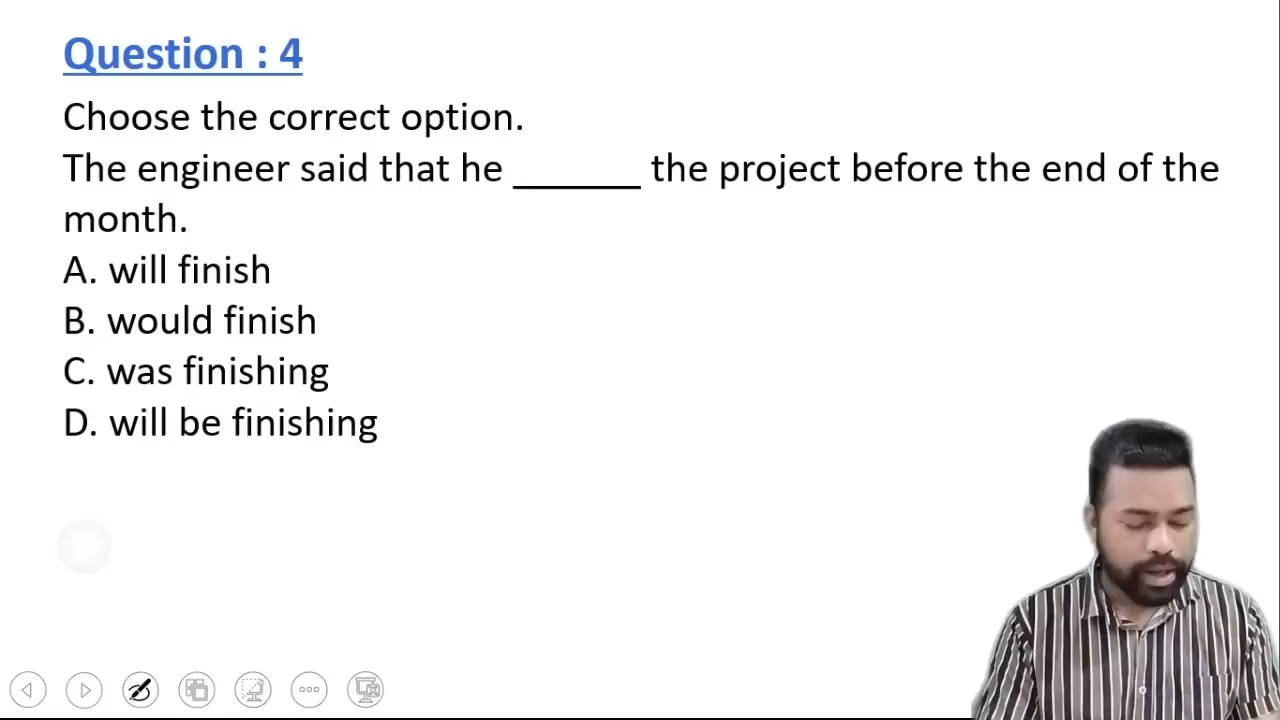 Question : 4
Choose the correct option.
The engineer said that he ______ the project before the end of the
month.
A. will finish
B. would finish
C. was finishing
D. will be finishing